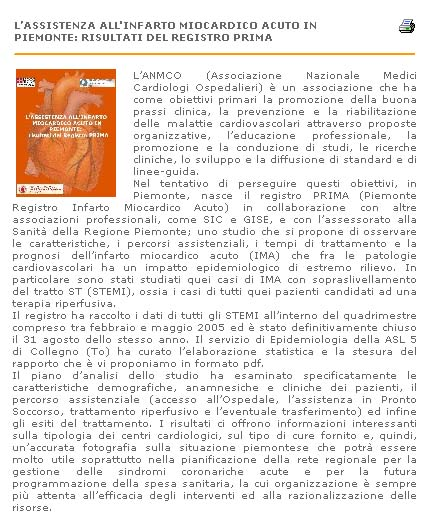 L'ASSISTENZA ALL'INFARTO MIOCARDICO ACUTO IN
PIEMONTE: RISULTATI DEL REGISTRO PRIMA
L'ASSISTENZA ALL'INFARTO
MIOCARDICO ACUTO IN
PIEMONTE:
i risultati del Registro PRIMA
L'ANMCO (Associazione Nazionale Medici
Cardiologi Ospedalieri) è un associazione che ha
come obiettivi primari la promozione della buona
prassi clinica, la prevenzione e la riabilitazione
delle malattie cardiovascolari attraverso proposte
organizzative, l'educazione professionale, la
promozione e la conduzione di studi, le ricerche
cliniche, lo sviluppo e la diffusione di standard e di
linee-guida.
Nel tentativo di perseguire questi obiettivi, in
Piemonte, nasce il registro PRIMA (Piemonte
Registro Infarto Miocardico Acuto) in collaborazione con altre
associazioni professionali, come SIC e GISE, e con l'assessorato alla
Sanità della Regione Piemonte; uno studio che si propone di osservare
le caratteristiche, i percorsi assistenziali, i tempi di trattamento e la
prognosi dell'infarto miocardico acuto (IMA) che fra le patologie
cardiovascolari ha un impatto epidemiologico di estremo rilievo. In
particolare sono stati studiati quei casi di IMA con sopraslivellamento
del tratto ST (STEMI), ossia i casi di tutti quei pazienti candidati ad una
terapia riperfusiva.
Il registro ha raccolto i dati di tutti gli STEMI all'interno del quadrimestre
compreso tra febbraio e maggio 2005 ed è stato definitivamente chiuso
il 31 agosto dello stesso anno. Il servizio di Epidemiologia della ASL 5
di Collegno (To) ha curato l'elaborazione statistica e la stesura del
rapporto che è vi proponiamo in formato pdf.
Il piano d'analisi dello studio ha esaminato specificatamente le
caratteristiche demografiche, anamnesiche e cliniche dei pazienti, il
percorso assistenziale (accesso all'Ospedale, l'assistenza in Pronto
Soccorso, trattamento riperfusivo e l'eventuale trasferimento) ed infine
gli esiti del trattamento. I risultati ci offrono informazioni interessanti
sulla tipologia dei centri cardiologici, sul tipo di cure fornito e, quindi,
un'accurata fotografia sulla situazione piemontese che potrà essere
molto utile soprattutto nella pianificazione della rete regionale per la
gestione delle sindromi coronariche acute e per la futura
programmazione della spesa sanitaria, la cui organizzazione è sempre
più attenta all'efficacia degli interventi ed alla razionalizzazione delle
risorse.